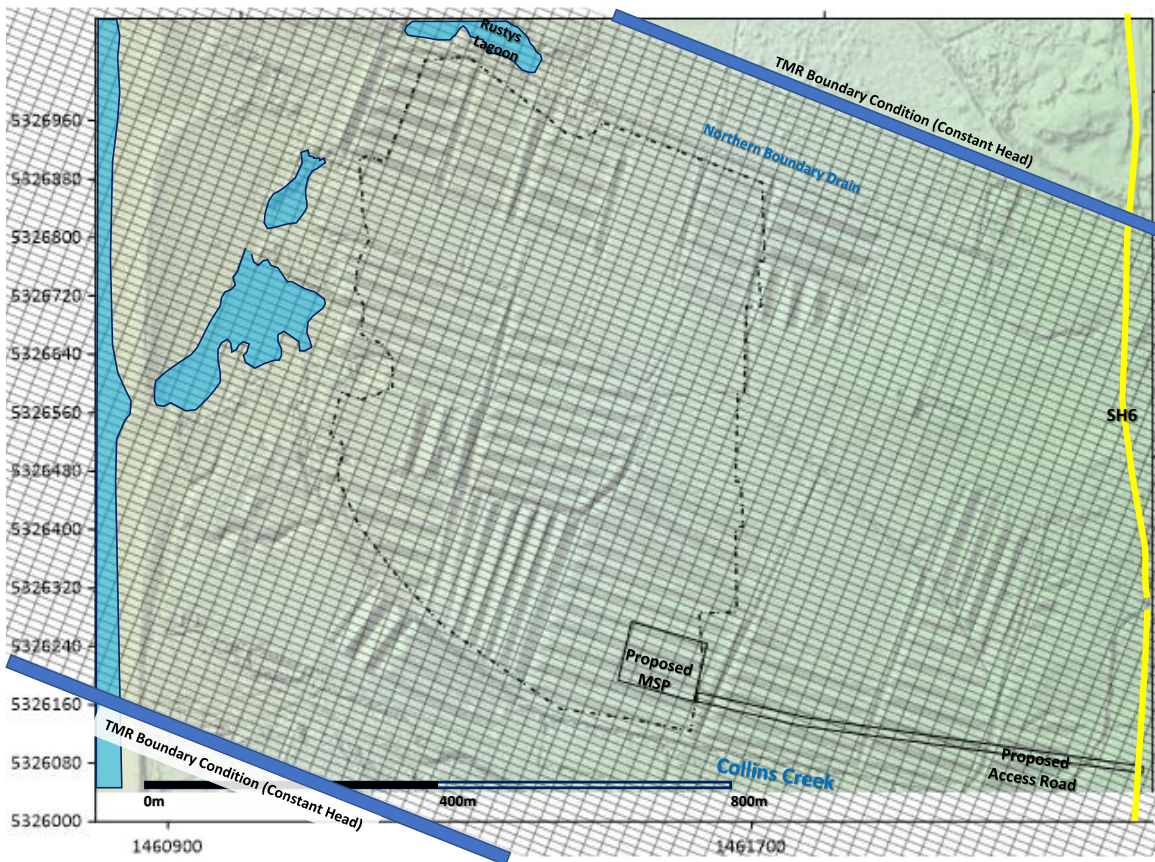 Rustys
Lagoon
TMR Boundary Condition (Constant Head)
Northern Boundary Drain
5326960
5326880
5326800
5326720
5326640
5326560
5326480
5326400
5326320
5326240
5326160
5326080
5326000
SH6
Proposed
MSP
TMR Boundary Condition (Constant Head)
Collins Creek
Proposed
Access Road
0m
400m
800m
1460900
1461700